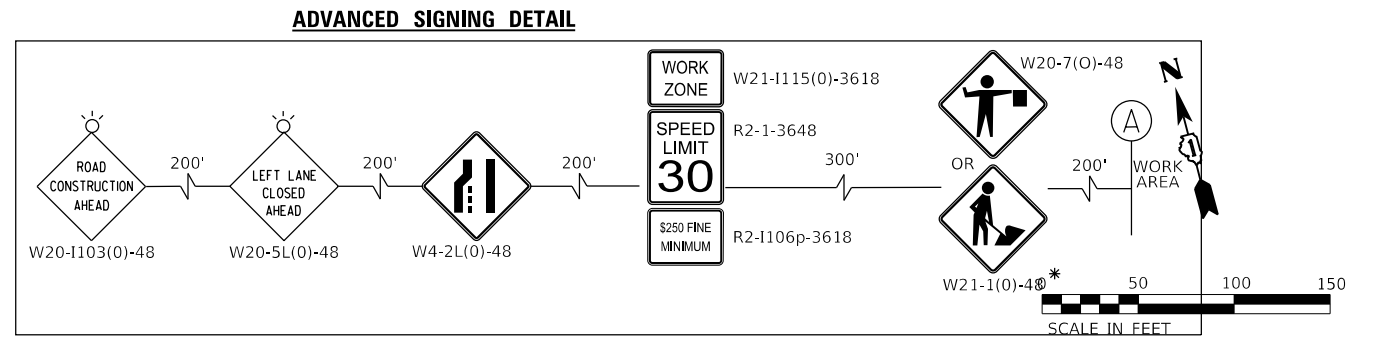 ADVANCED SIGNING DETAIL
ROAD
CONSTRUCTION
AHEAD
W20-I103(0)-48
200'
LEFT LANE
CLOSED
AHEAD
W20-5L(0)-48
200'
W4-2L(0)-48
200'
WORK
ZONE
W21-I115(0)-3618
SPEED
LIMIT
30
R2-1-3648
$250 FINE
MINIMUM
R2-I106p-3618
300'
W20-7(O)-48
OR
W21-1(0)-48
*
200'
A
WORK
AREA
N
0 50 100 150
SCALE IN FEET